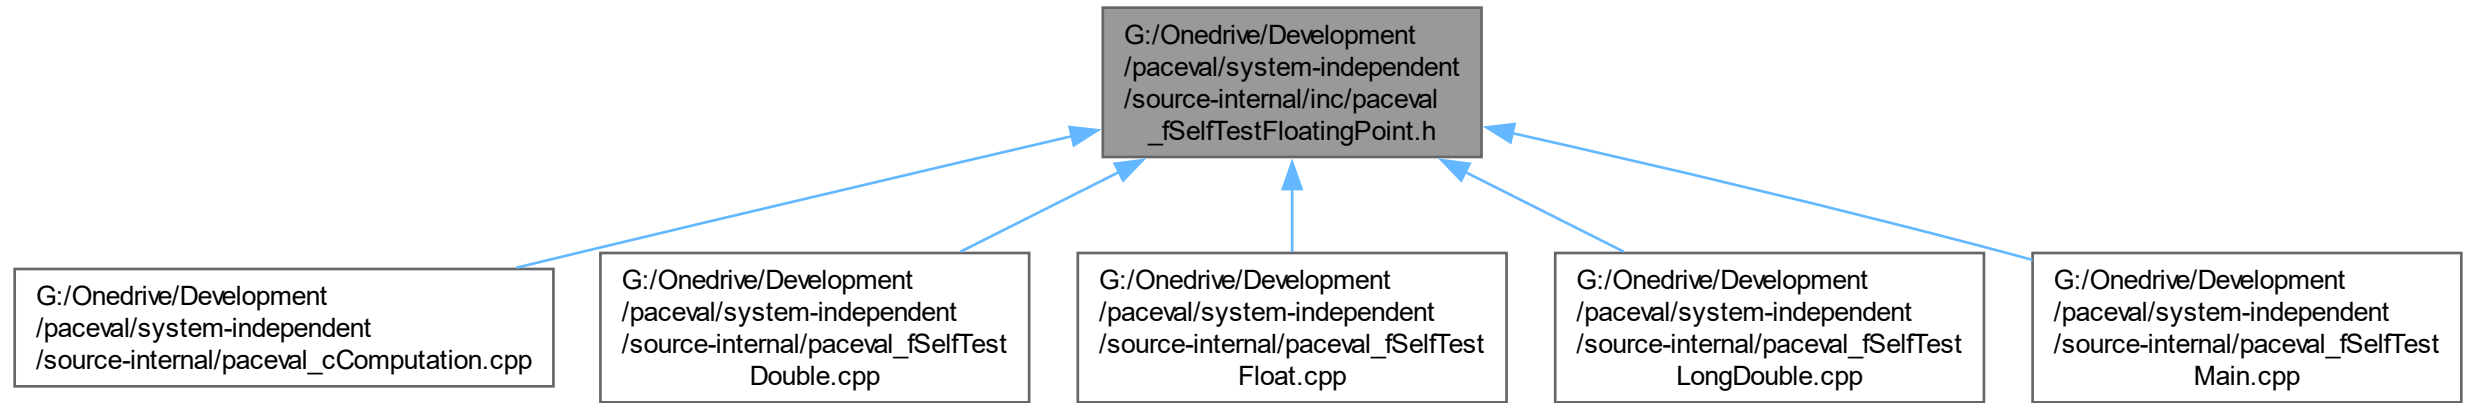 G:/Onedrive/Development
/paceval/system-independent
/source-internal/inc/paceval
_fSelfTestFloatingPoint.h
G:/Onedrive/Development
/paceval/system-independent
/source-internal/paceval_cComputation.cpp
G:/Onedrive/Development
/paceval/system-independent
/source-internal/paceval_fSelfTest
Double.cpp
G:/Onedrive/Development
/paceval/system-independent
/source-internal/paceval_fSelfTest
Float.cpp
G:/Onedrive/Development
/paceval/system-independent
/source-internal/paceval_fSelfTest
LongDouble.cpp
G:/Onedrive/Development
/paceval/system-independent
/source-internal/paceval_fSelfTest
Main.cpp